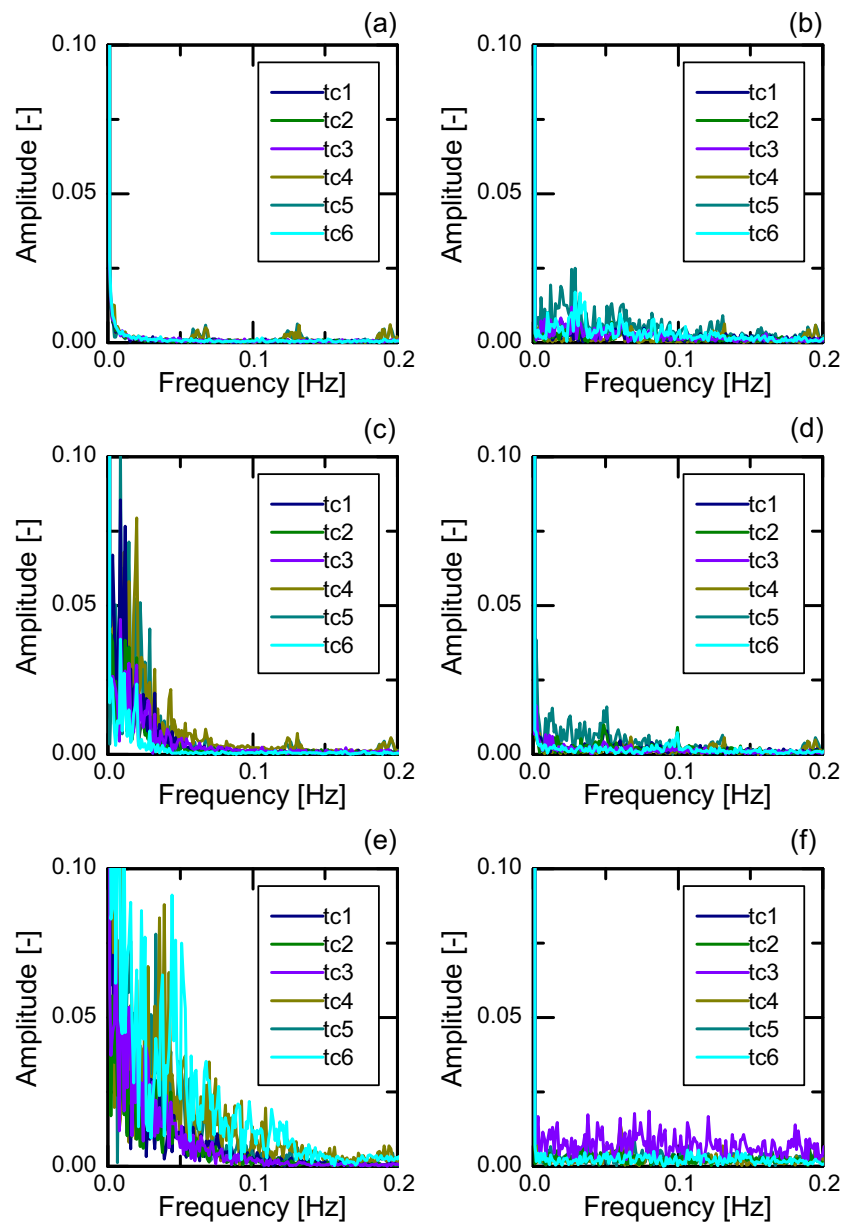 (a)
0.10
0.05
0.00
Amplitude [-]
tc1
tc2
tc3
tc4
tc5
tc6
0.0
0.1
0.2
Frequency [Hz]
(b)
0.10
0.05
0.00
Amplitude [-]
tc1
tc2
tc3
tc4
tc5
tc6
0.0
0.1
0.2
Frequency [Hz]
(c)
0.10
0.05
0.00
Amplitude [-]
tc1
tc2
tc3
tc4
tc5
tc6
0.0
0.1
0.2
Frequency [Hz]
(d)
0.10
0.05
0.00
Amplitude [-]
tc1
tc2
tc3
tc4
tc5
tc6
0.0
0.1
0.2
Frequency [Hz]
(e)
0.10
0.05
0.00
Amplitude [-]
tc1
tc2
tc3
tc4
tc5
tc6
0.0
0.1
0.2
Frequency [Hz]
(f)
0.10
0.05
0.00
Amplitude [-]
tc1
tc2
tc3
tc4
tc5
tc6
0.0
0.1
0.2
Frequency [Hz]